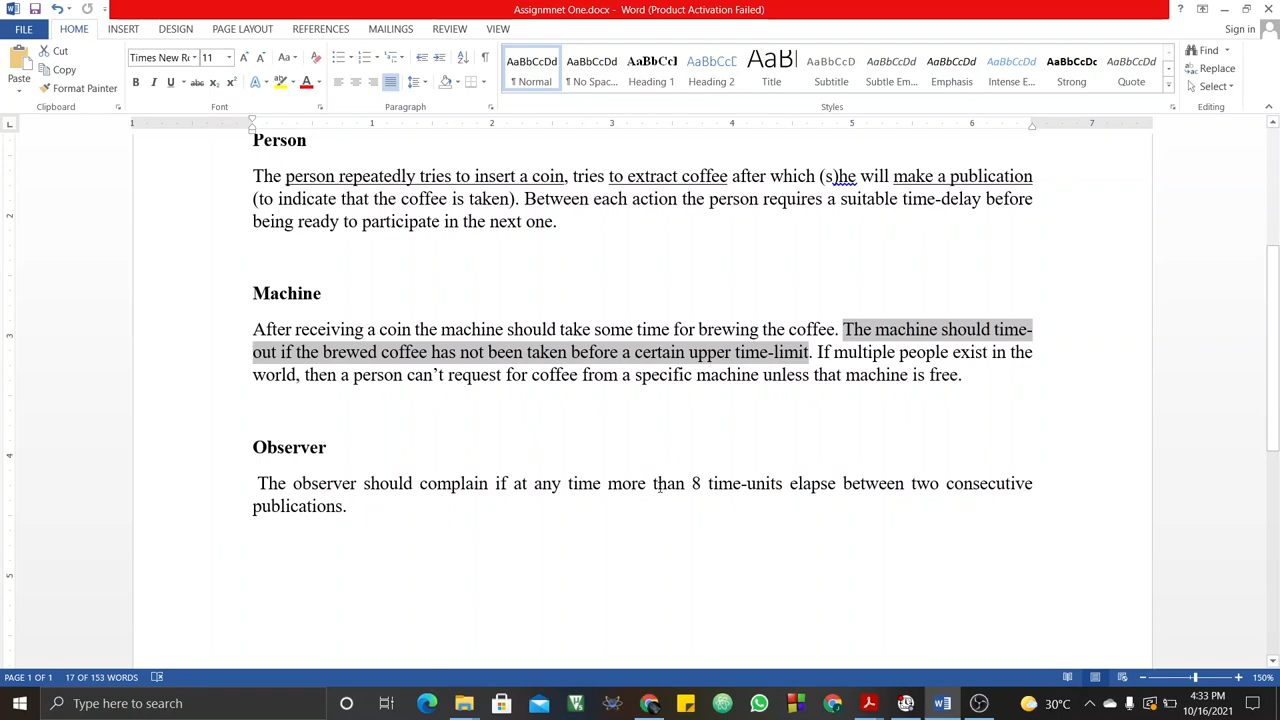 Assignmnet One.docx - Word (Product Activation Failed)
FILE HOME INSERT DESIGN PAGE LAYOUT REFERENCES MAILINGS REVIEW VIEW Sign in
Paste Cut Copy Format Painter
Times New Ro 11
AaBbCcDd AaBbCcDd AaBbCc AaBbCcD AaB AaBbCcD AaBbCcDd AaBbCcDd AaBbCcDd AaBbCcDd AaBbCcDd
¶ Normal ¶ No Spac... Heading 1 Heading 2 Title Subtitle Subtle Em... Emphasis Intense E... Strong Quote
Find Replace Select
Clipboard Font Paragraph Styles Editing
Person
The person repeatedly tries to insert a coin, tries to extract coffee after which (s)he will make a publication
(to indicate that the coffee is taken). Between each action the person requires a suitable time-delay before
being ready to participate in the next one.
Machine
After receiving a coin the machine should take some time for brewing the coffee. The machine should time-
out if the brewed coffee has not been taken before a certain upper time-limit. If multiple people exist in the
world, then a person can’t request for coffee from a specific machine unless that machine is free.
Observer
The observer should complain if at any time more than 8 time-units elapse between two consecutive
publications.
PAGE 1 OF 1 17 OF 153 WORDS 150%
Type here to search 30°C 4:33 PM
10/16/2021